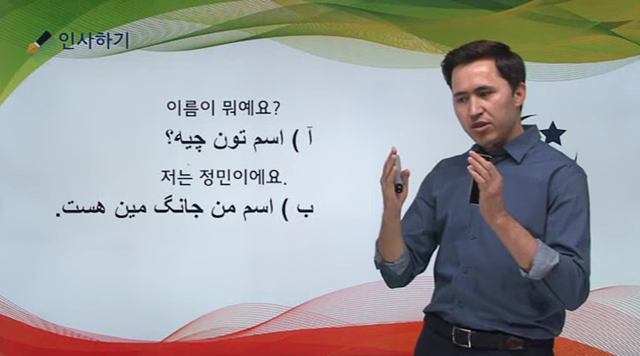 인사하기
이름이 뭐예요?
آ ) اسم تون چیه؟
저는 정민이에요.
ب ) اسم من جانگ مین هست.